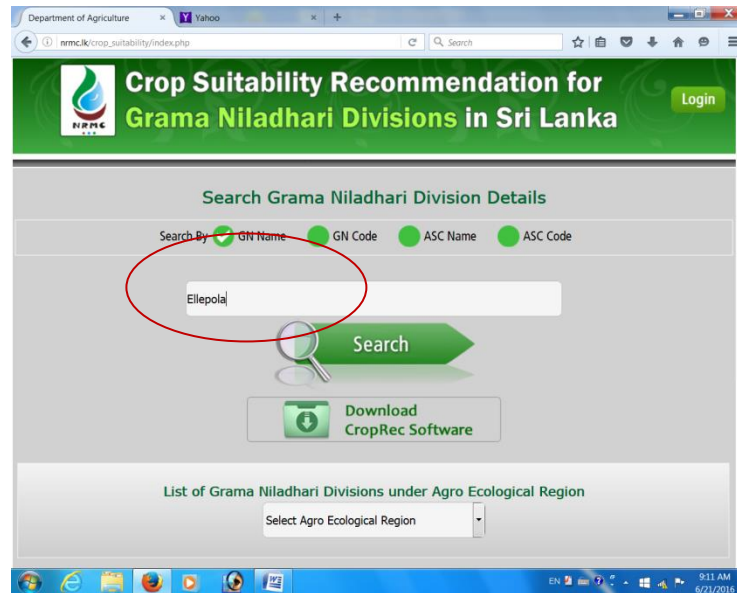 Department of Agriculture × Yahoo × +
nrmc.lk/crop_suitability/index.php Search
Crop Suitability Recommendation for
Grama Niladhari Divisions in Sri Lanka
Login
NRMC
Search Grama Niladhari Division Details
Search By GN Name GN Code ASC Name ASC Code
Ellepola
Search
Download
CropRec Software
List of Grama Niladhari Divisions under Agro Ecological Region
Select Agro Ecological Region
EN 9:11 AM
6/21/2016